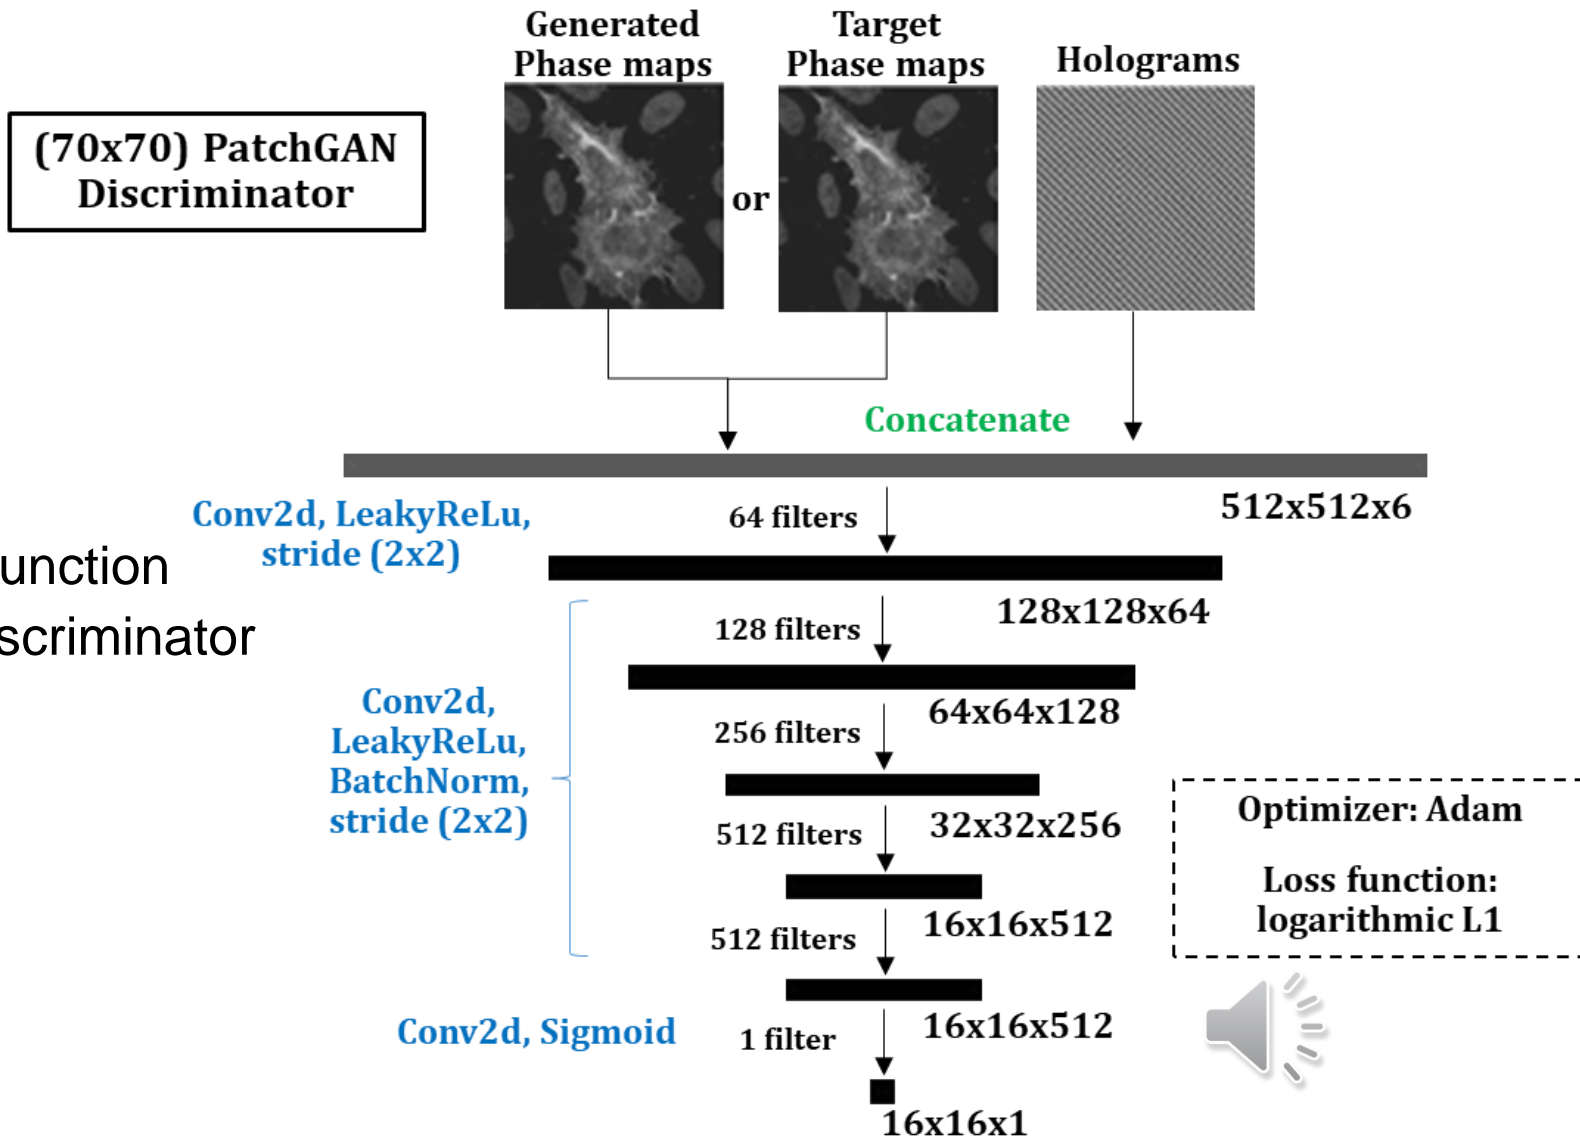 Generated
Phase maps
Target
Phase maps
Holograms
(70x70) PatchGAN
Discriminator
or
Concatenate
512x512x6
Conv2d, LeakyReLu,
stride (2x2)
64 filters
unction
scriminator
128x128x64
128 filters
Conv2d,
LeakyReLu,
BatchNorm,
stride (2x2)
64x64x128
256 filters
32x32x256
512 filters
16x16x512
512 filters
16x16x512
Conv2d, Sigmoid
1 filter
16x16x1
Optimizer: Adam
Loss function:
logarithmic L1